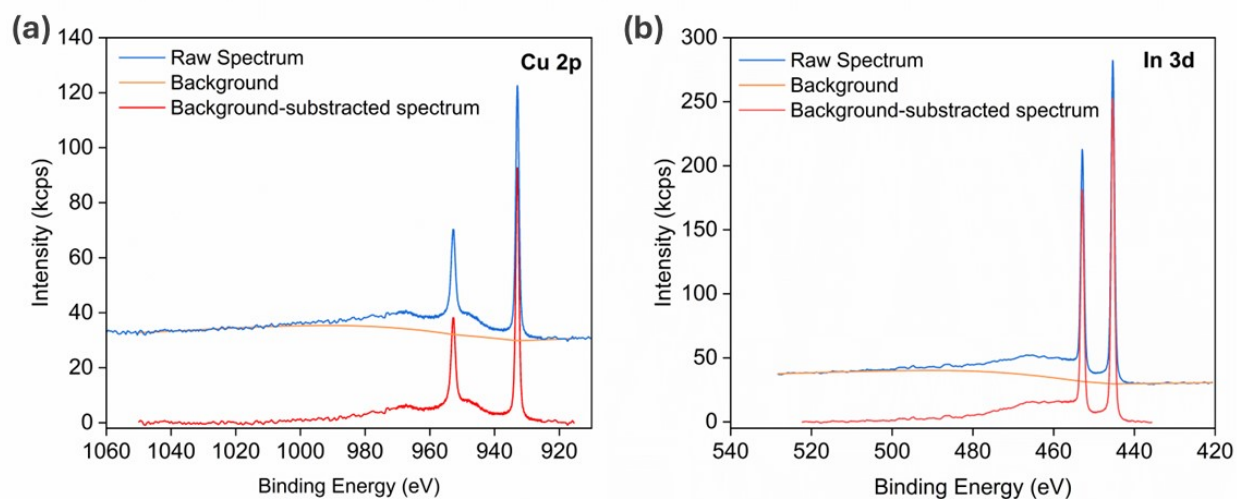 (a)
140
120
100
80
60
40
20
0
Intensity (kcps)
Raw Spectrum
Background
Background-substracted spectrum
Cu 2p
1060 1040 1020 1000 980 960 940 920
Binding Energy (eV)
(b)
300
250
200
150
100
50
0
Intensity (kcps)
Raw Spectrum
Background
Background-substracted spectrum
In 3d
540 520 500 480 460 440 420
Binding Energy (eV)